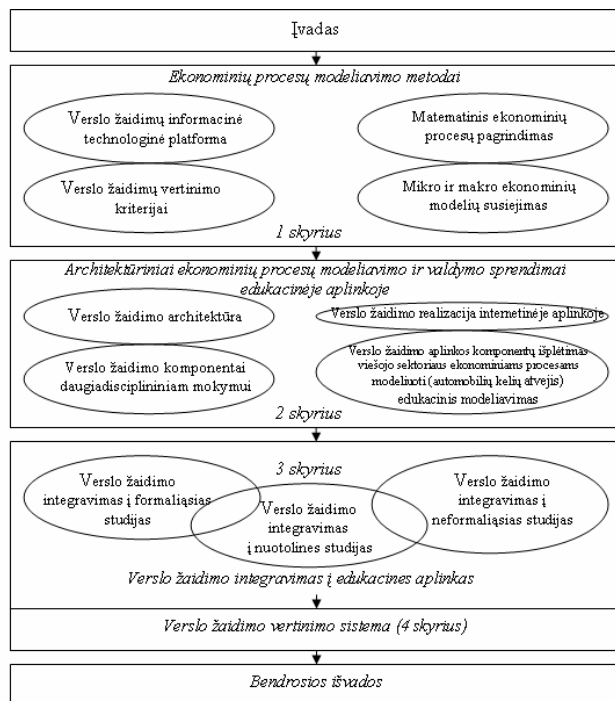 Įvadas
Ekonominių procesų modeliavimo metodai
Verslo žaidimų informacinė
technologinė platforma
Matematinis ekonominių
procesų pagrindimas
Verslo žaidimų vertinimo
kriterijai
Mikro ir makro ekonominių
modelių susiejimas
1 skyrius
Architektūriniai ekonominių procesų modeliavimo ir valdymo sprendimai
edukacinėje aplinkoje
Verslo žaidimo architektūra
Verslo žaidimo realizacija internetinėje aplinkoje
Verslo žaidimo komponentai
daugiadisciplininiam mokymui
Verslo žaidimo aplinkos komponentų išplėtimas
viešojo sektoriaus ekonominiams procesams
modeliuoti (automobilių kelių atvejis)
edukacinis modeliavimas
2 skyrius
3 skyrius
Verslo žaidimo
integravimas į formaliąsias
studijas
Verslo žaidimo
integravimas
į nuotolines studijas
Verslo žaidimo
integravimas į
neformaliąsias studijas
Verslo žaidimo integravimas į edukacines aplinkas
Verslo žaidimo vertinimo sistema (4 skyrius)
Bendrosios išvados